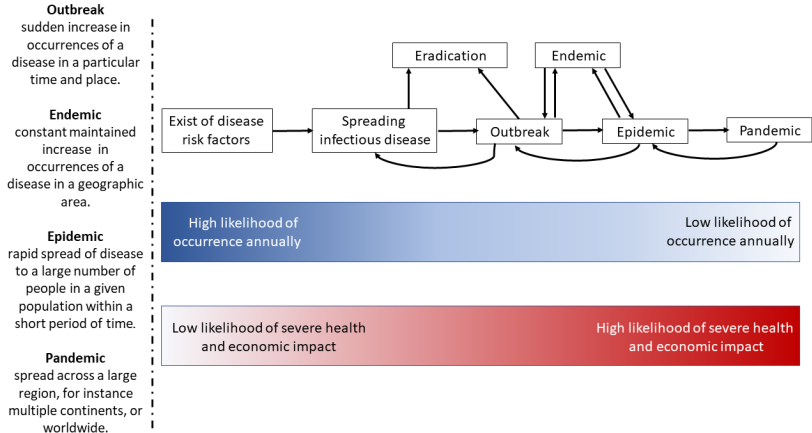 Outbreak
sudden increase in
occurrences of a
disease in a particular
time and place.
Endemic
constant maintained
increase in
occurrences of a
disease in a geographic
area.
Epidemic
rapid spread of disease
to a large number of
people in a given
population within a
short period of time.
Pandemic
spread across a large
region, for instance
multiple continents, or
worldwide.
Eradication
Endemic
Exist of disease
risk factors
Spreading
infectious disease
Outbreak
Epidemic
Pandemic
High likelihood of
occurrence annually
Low likelihood of
occurrence annually
Low likelihood of severe health
and economic impact
High likelihood of severe health
and economic impact